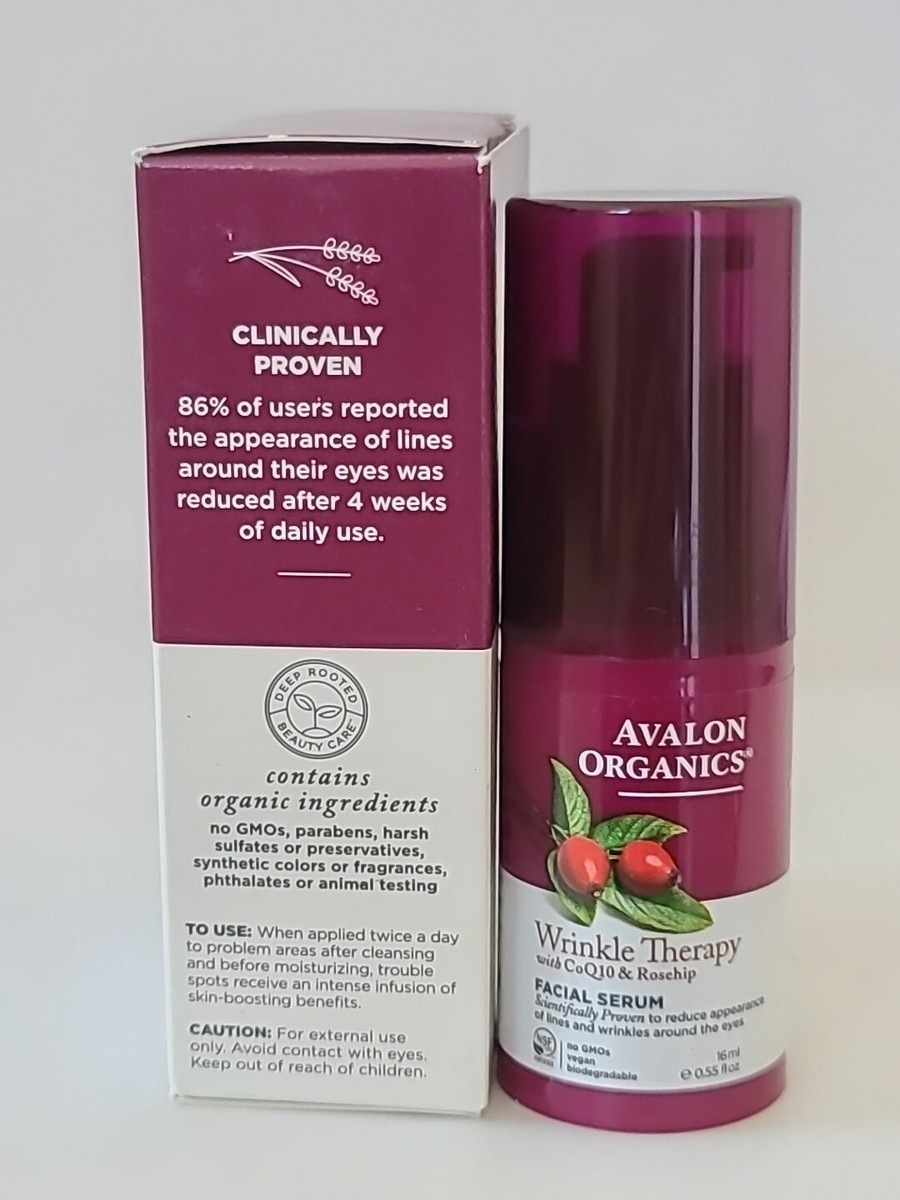 CLINICALLY
PROVEN
86% of users reported
the appearance of lines
around their eyes was
reduced after 4 weeks
of daily use.
DEEP ROOTED
BEAUTY CARE™
contains
organic ingredients
no GMOs, parabens, harsh
sulfates or preservatives,
synthetic colors or fragrances,
phthalates or animal testing
TO USE: When applied twice a day
to problem areas after cleansing
and before moisturizing, trouble
spots receive an intense infusion of
skin-boosting benefits.
CAUTION: For external use
only. Avoid contact with eyes.
Keep out of reach of children.
AVALON
ORGANICS®
Wrinkle Therapy
with CoQ10 & Rosehip
FACIAL SERUM
Scientifically Proven to reduce appearance
of lines and wrinkles around the eyes
NSF
no GMOs
vegan
biodegradable
16 ml
℮ 0.55 fl oz